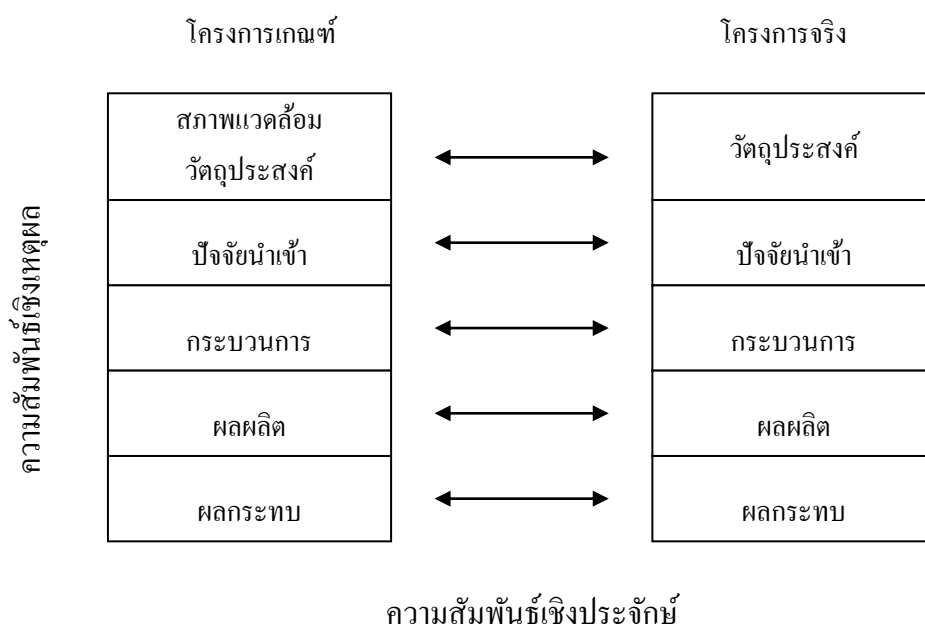 โครงการเกณฑ์
โครงการจริง
สภาพแวดล้อม
วัตถุประสงค์
วัตถุประสงค์
ปัจจัยนำเข้า
ปัจจัยนำเข้า
กระบวนการ
กระบวนการ
ผลผลิต
ผลผลิต
ผลกระทบ
ผลกระทบ
ความสัมพันธ์เชิงเหตุผล
ความสัมพันธ์เชิงประจักษ์